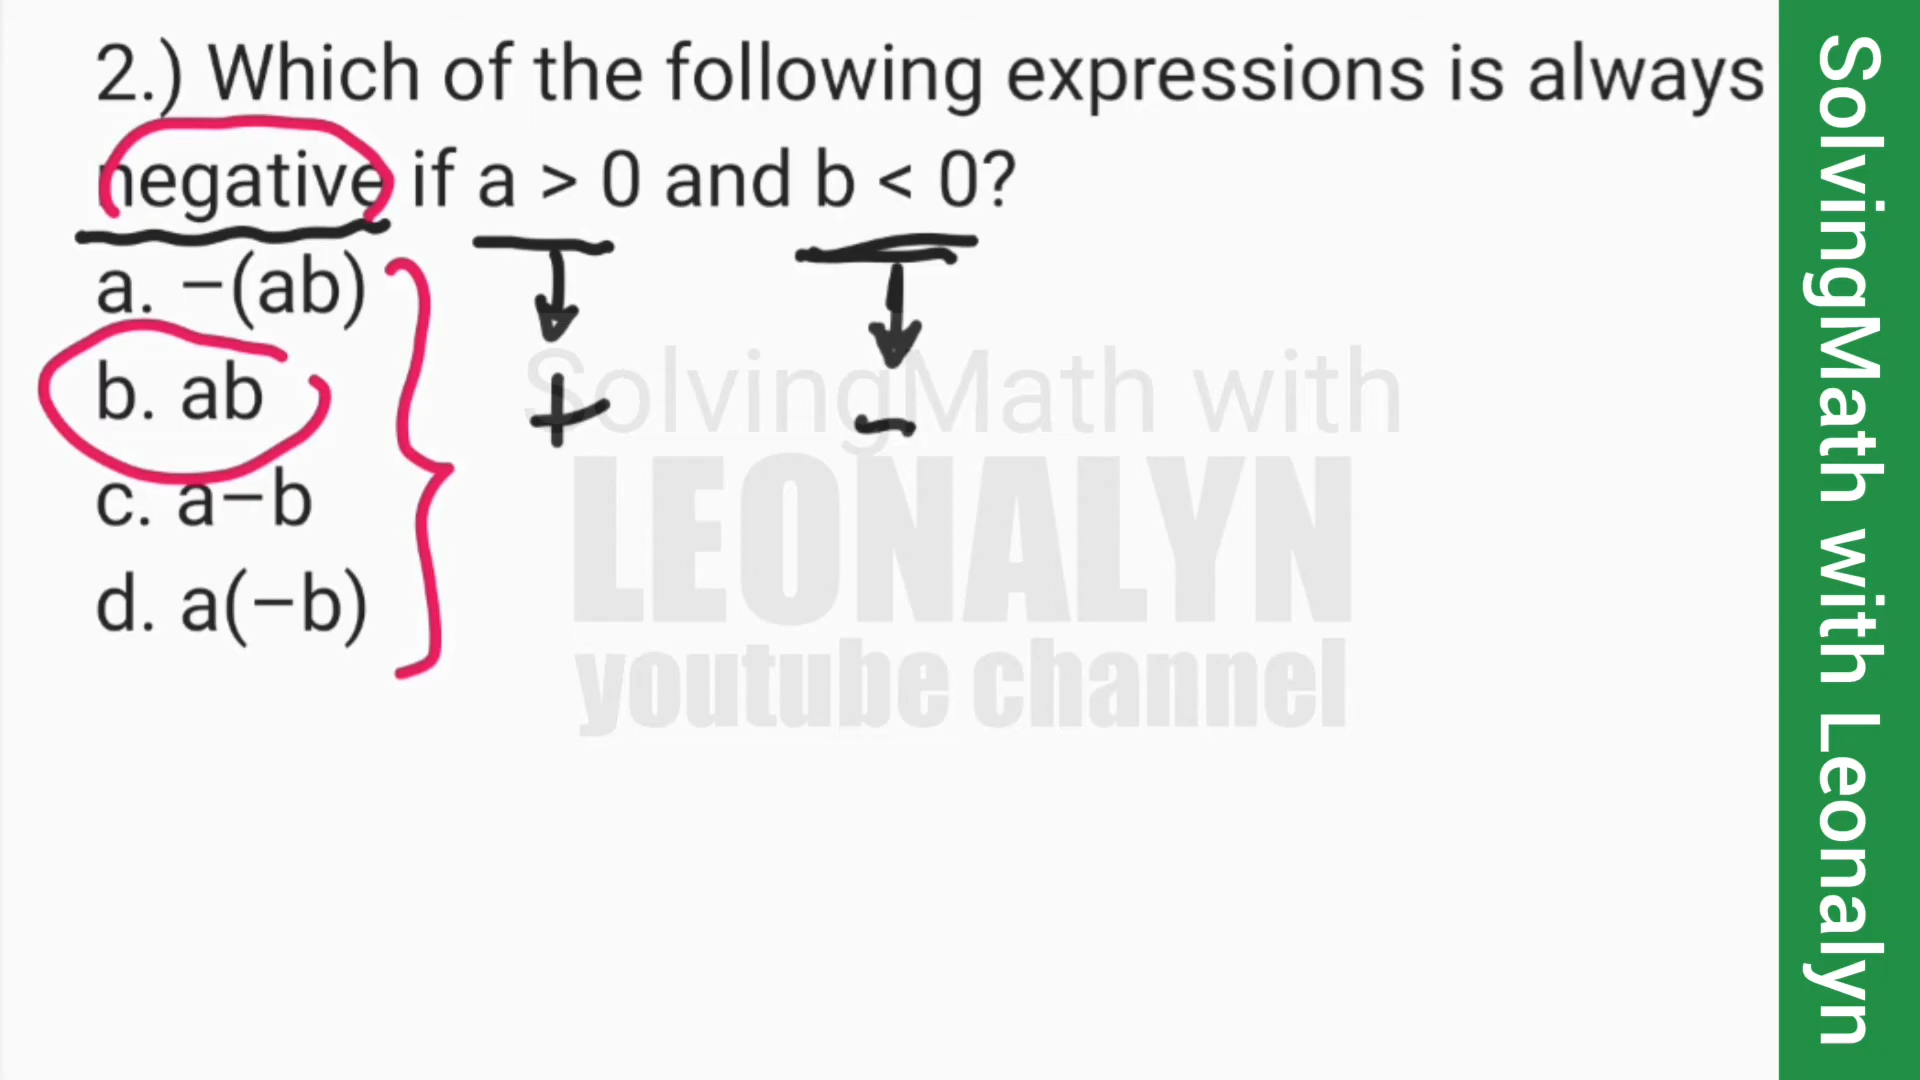 2.) Which of the following expressions is always
negative if a > 0 and b < 0?
a. −(ab)
b. ab
c. a−b
d. a(−b)
+ -
SolvingMath with
LEONALYN
youtube channel
SolvingMath with Leonalyn